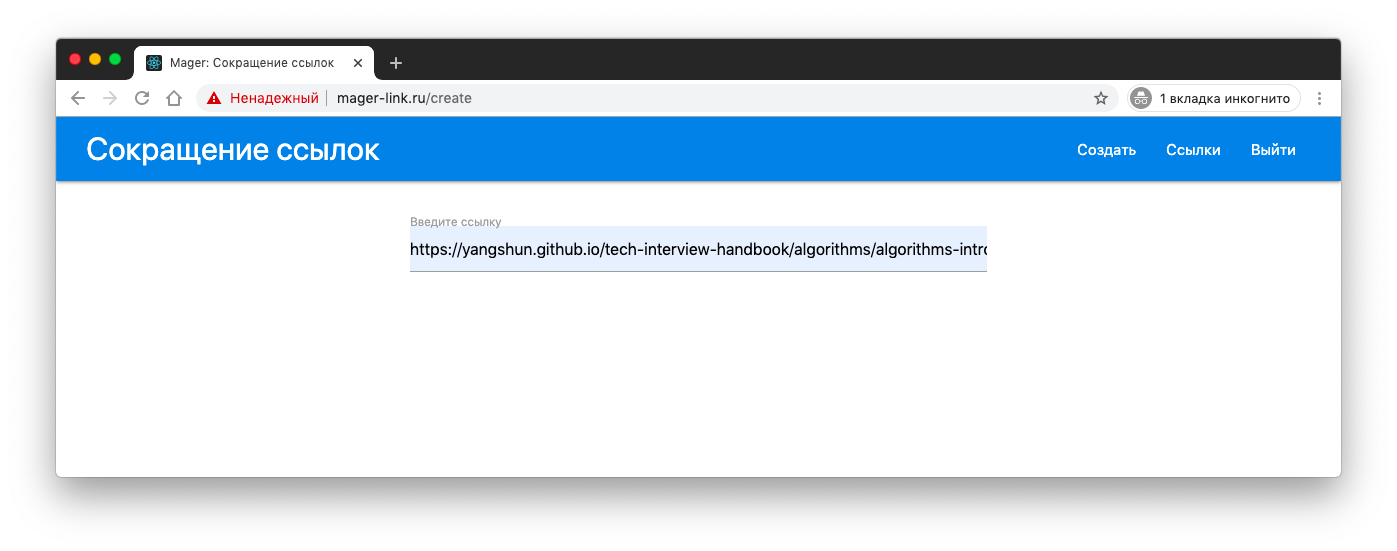 Mager: Сокращение ссылок
Ненадежный mager-link.ru/create 1 вкладка инкогнито
Сокращение ссылок Создать Ссылки Выйти
Введите ссылку
https://yangshun.github.io/tech-interview-handbook/algorithms/algorithms-intro